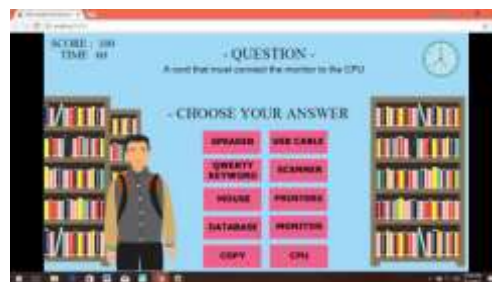 SCORE : 100
TIME 60
- QUESTION -
A cord that must connect the monitor to the CPU
- CHOOSE YOUR ANSWER
SPEAKER USB CABLE
QWERTY KEYWORD SCANNER
MOUSE PRINTERS
DATABASE MONITOR
COPY CPU